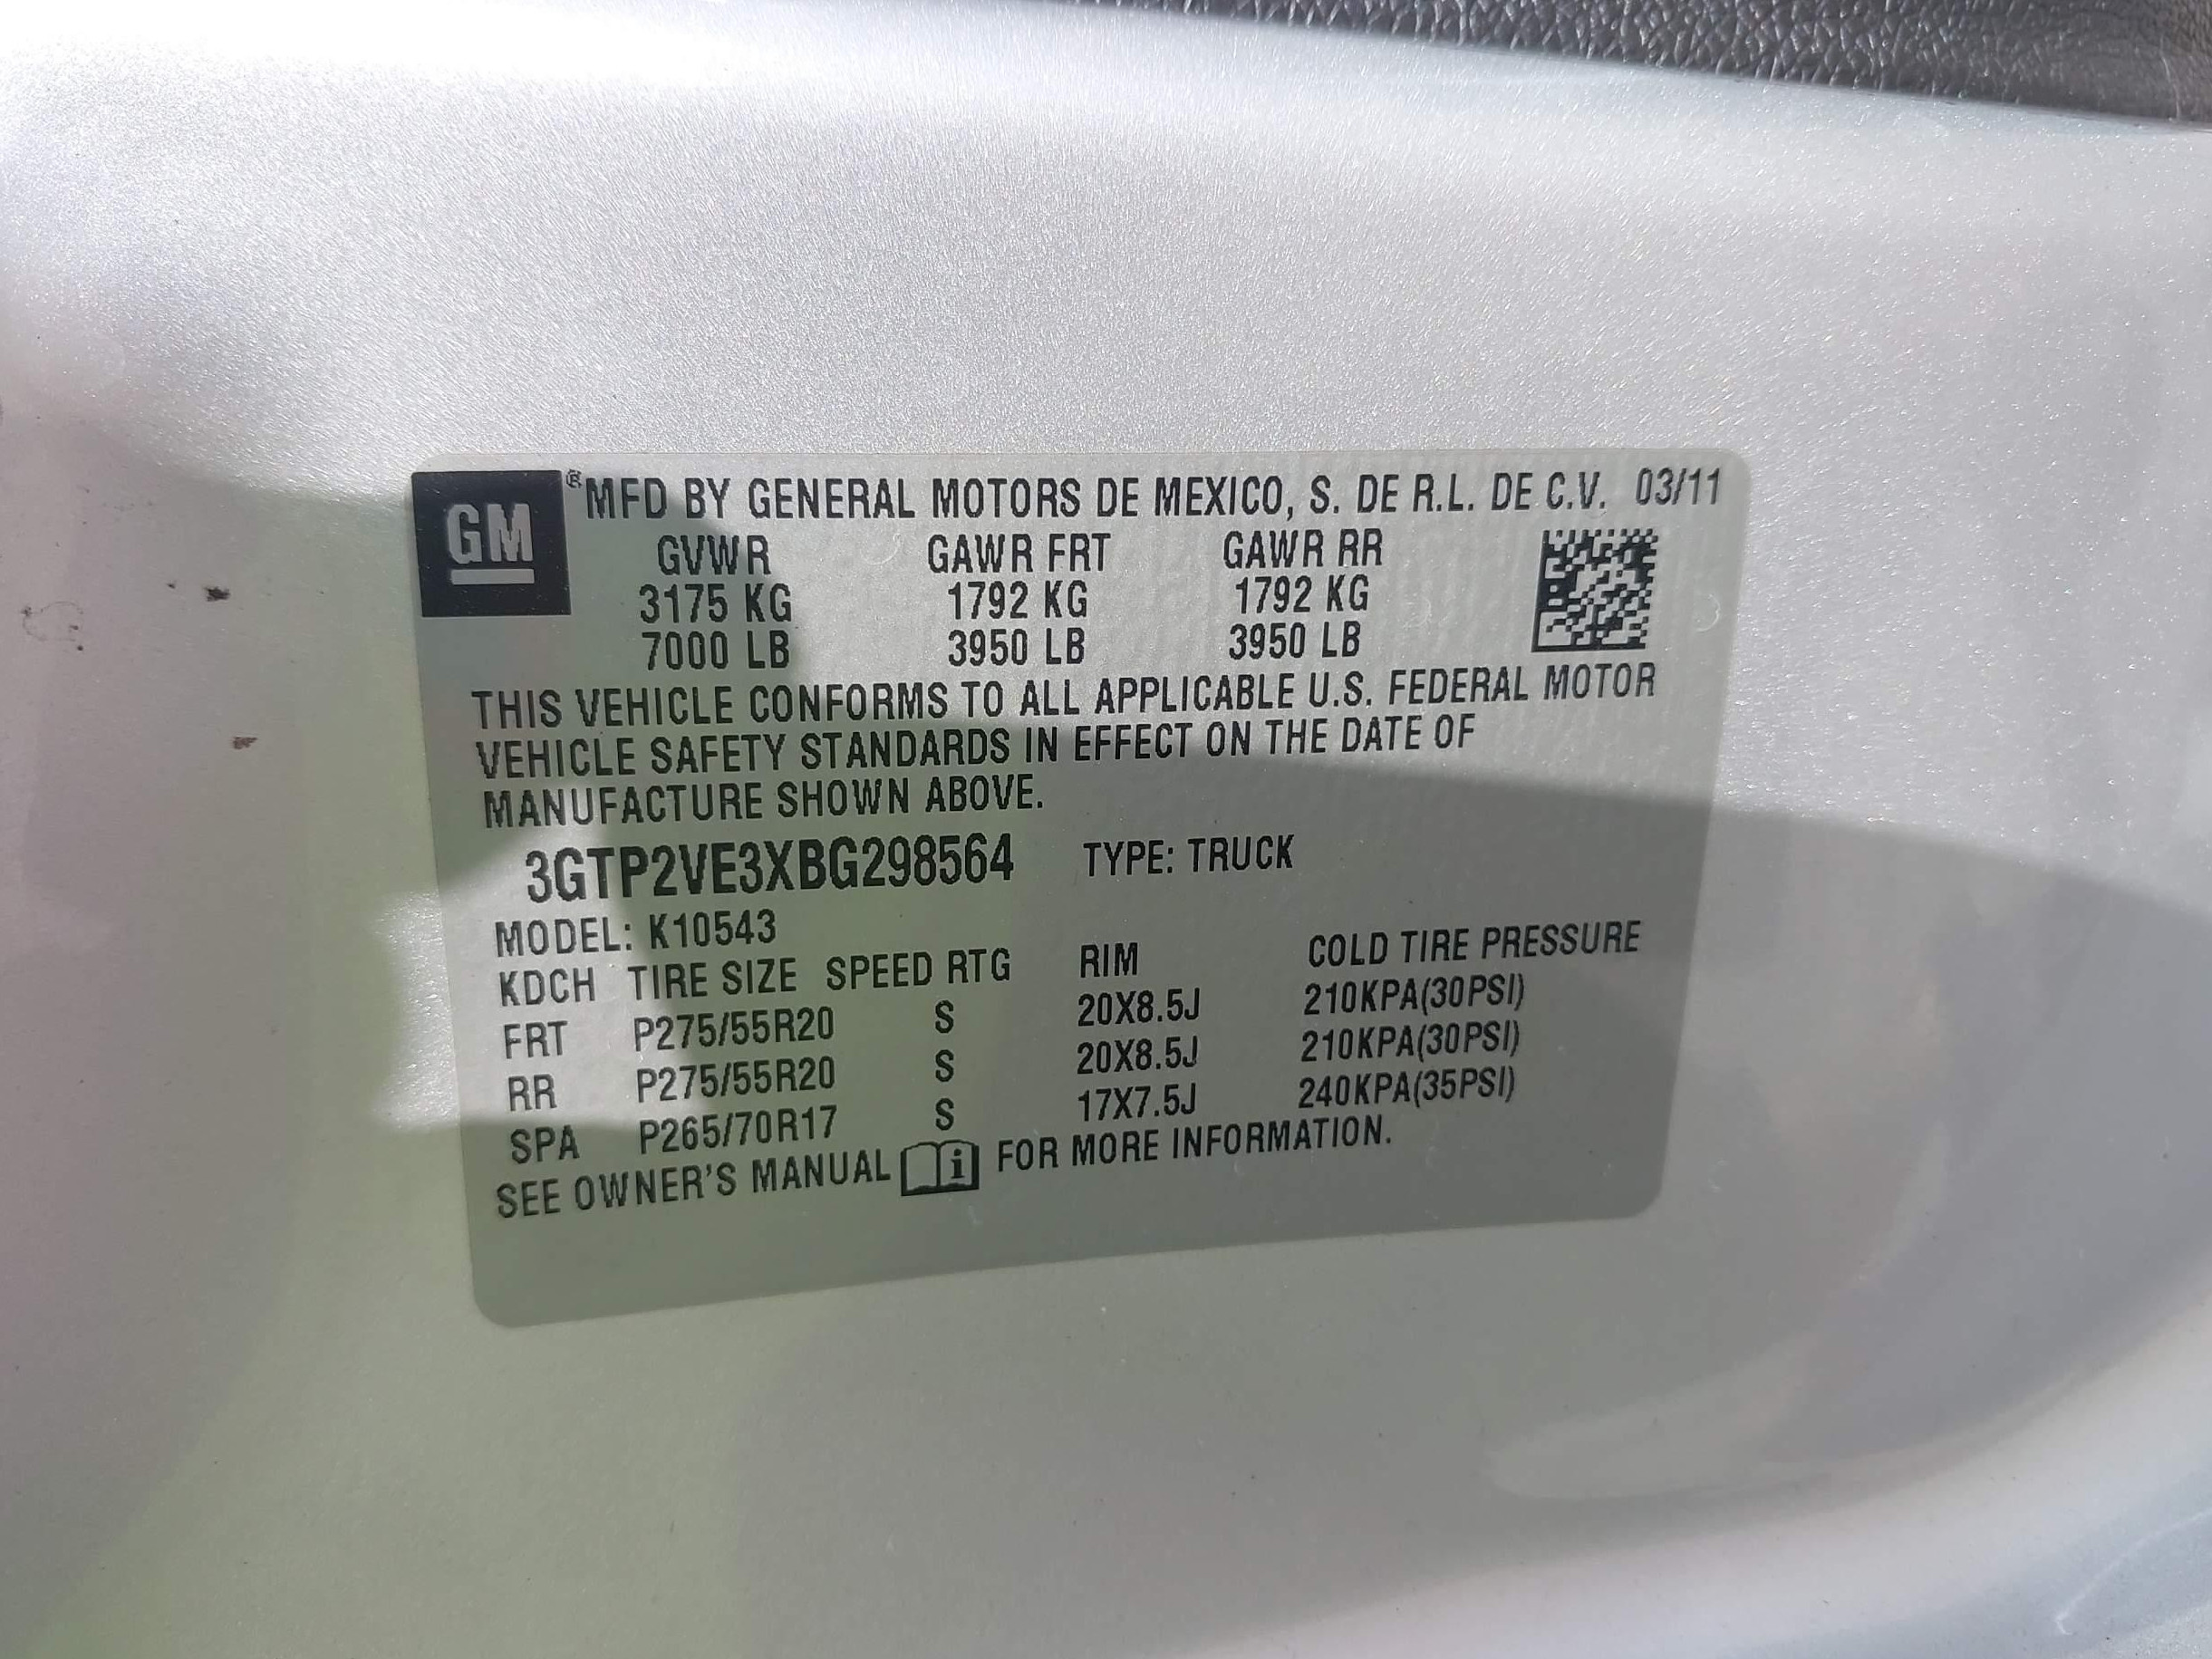 GM ® MFD BY GENERAL MOTORS DE MEXICO, S. DE R.L. DE C.V. 03/11
GVWR GAWR FRT GAWR RR
3175 KG 1792 KG 1792 KG
7000 LB 3950 LB 3950 LB
THIS VEHICLE CONFORMS TO ALL APPLICABLE U.S. FEDERAL MOTOR
VEHICLE SAFETY STANDARDS IN EFFECT ON THE DATE OF
MANUFACTURE SHOWN ABOVE.
3GTP2VE3XBG298564 TYPE: TRUCK
MODEL: K10543
KDCH TIRE SIZE SPEED RTG RIM COLD TIRE PRESSURE
FRT P275/55R20 S 20X8.5J 210KPA(30PSI)
RR P275/55R20 S 20X8.5J 210KPA(30PSI)
SPA P265/70R17 S 17X7.5J 240KPA(35PSI)
SEE OWNER'S MANUAL i FOR MORE INFORMATION.